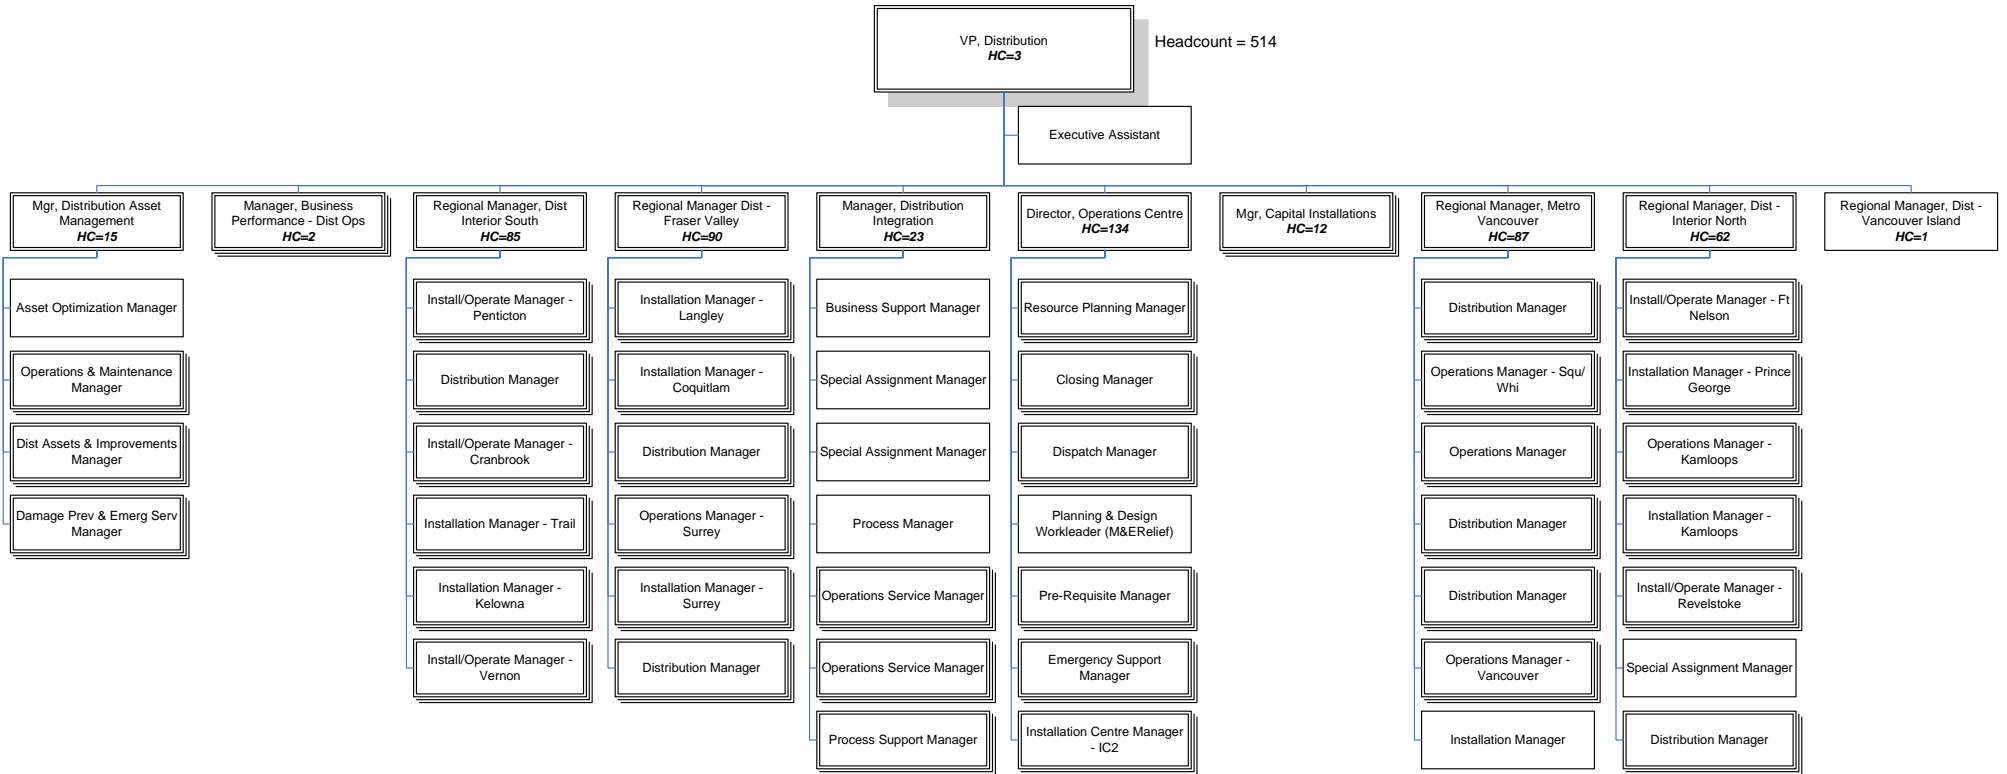 VP, Distribution
HC=3
Headcount = 514
Executive Assistant
Mgr, Distribution Asset
Management
HC=15
Manager, Business
Performance - Dist Ops
HC=2
Regional Manager, Dist
Interior South
HC=85
Regional Manager Dist -
Fraser Valley
HC=90
Manager, Distribution
Integration
HC=23
Director, Operations Centre
HC=134
Mgr, Capital Installations
HC=12
Regional Manager, Metro
Vancouver
HC=87
Regional Manager, Dist -
Interior North
HC=62
Regional Manager, Dist -
Vancouver Island
HC=1
Asset Optimization Manager
Operations & Maintenance
Manager
Dist Assets & Improvements
Manager
Damage Prev & Emerg Serv
Manager
Install/Operate Manager -
Penticton
Distribution Manager
Install/Operate Manager -
Cranbrook
Installation Manager - Trail
Installation Manager -
Kelowna
Install/Operate Manager -
Vernon
Installation Manager -
Langley
Installation Manager -
Coquitlam
Distribution Manager
Operations Manager -
Surrey
Installation Manager -
Surrey
Distribution Manager
Business Support Manager
Special Assignment Manager
Special Assignment Manager
Process Manager
Operations Service Manager
Operations Service Manager
Process Support Manager
Resource Planning Manager
Closing Manager
Dispatch Manager
Planning & Design
Workleader (M&ERelief)
Pre-Requisite Manager
Emergency Support
Manager
Installation Centre Manager
- IC2
Distribution Manager
Operations Manager - Squ/
Whi
Operations Manager
Distribution Manager
Distribution Manager
Operations Manager -
Vancouver
Installation Manager
Install/Operate Manager - Ft
Nelson
Installation Manager - Prince
George
Operations Manager -
Kamloops
Installation Manager -
Kamloops
Install/Operate Manager -
Revelstoke
Special Assignment Manager
Distribution Manager